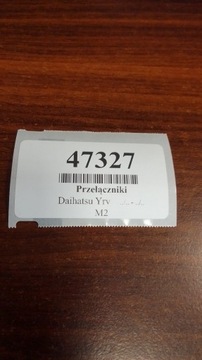 47327
Przełączniki
Daihatsu Yrv
M2